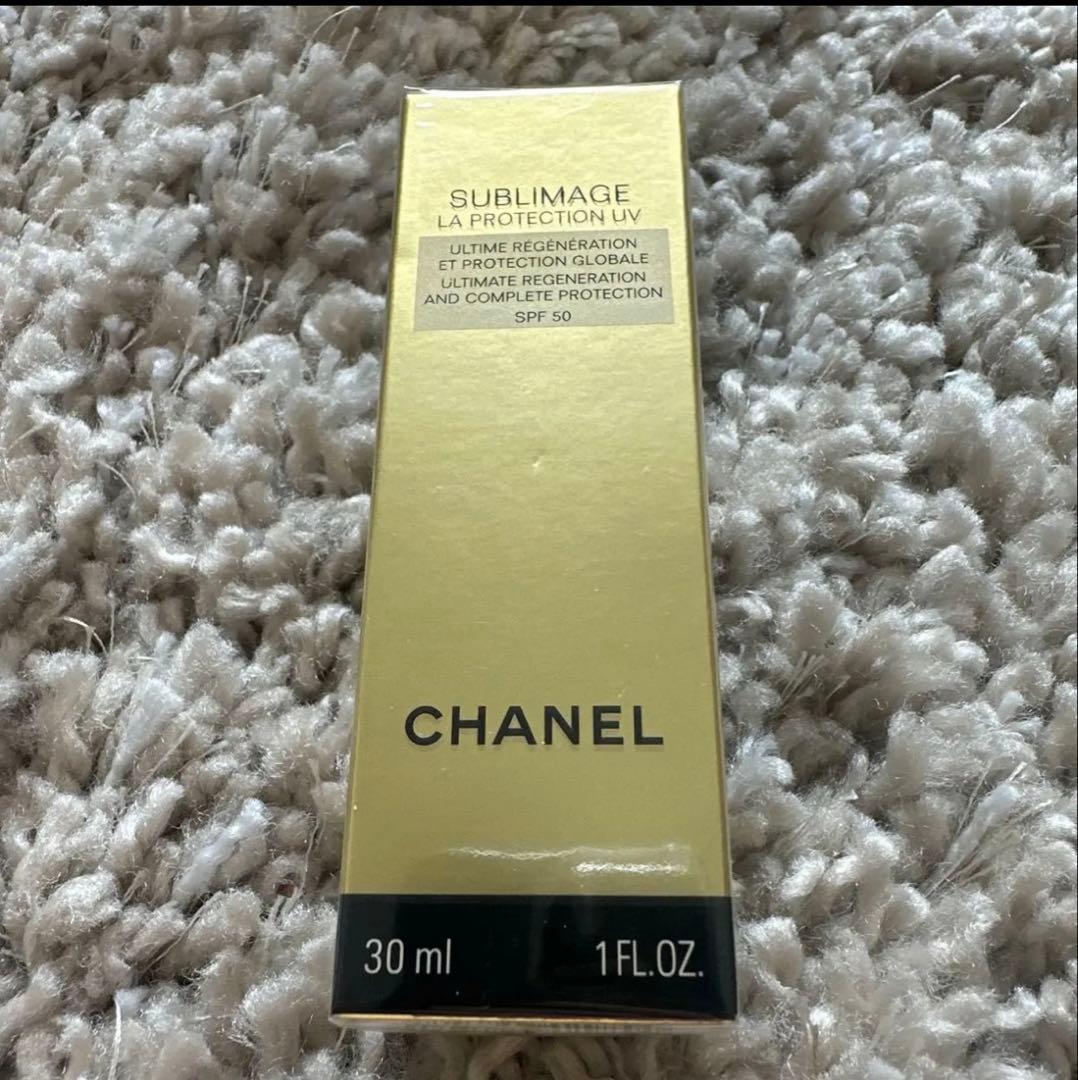 SUBLIMAGE
LA PROTECTION UV
ULTIME RÉGÉNÉRATION
ET PROTECTION GLOBALE
ULTIMATE REGENERATION
AND COMPLETE PROTECTION
SPF 50
CHANEL
30 ml 1 FL.OZ.